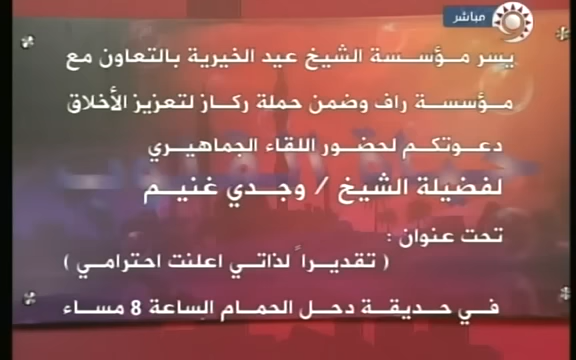 مباشر
يسر مؤسسة الشيخ عيد الخيرية بالتعاون مع
مؤسسة راف وضمن حملة ركاز لتعزيز الأخلاق
دعوتكم لحضور اللقاء الجماهيري
لفضيلة الشيخ / وجدي غنيم
تحت عنوان :
( تقديراً لذاتي اعلنت احترامي )
في حديقة دحل الحمام الساعة 8 مساء